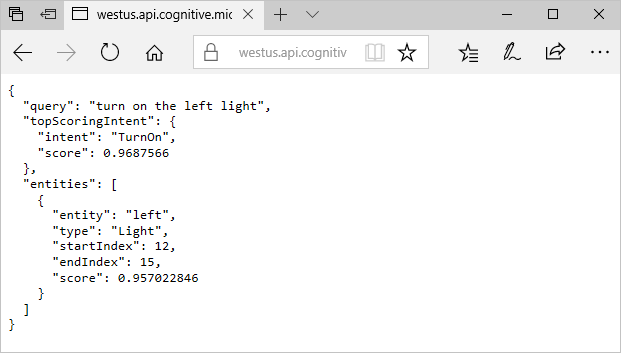 westus.api.cognitive.mic
westus.api.cognitiv
{
  "query": "turn on the left light",
  "topScoringIntent": {
    "intent": "TurnOn",
    "score": 0.9687566
  },
  "entities": [
    {
      "entity": "left",
      "type": "Light",
      "startIndex": 12,
      "endIndex": 15,
      "score": 0.957022846
    }
  ]
}